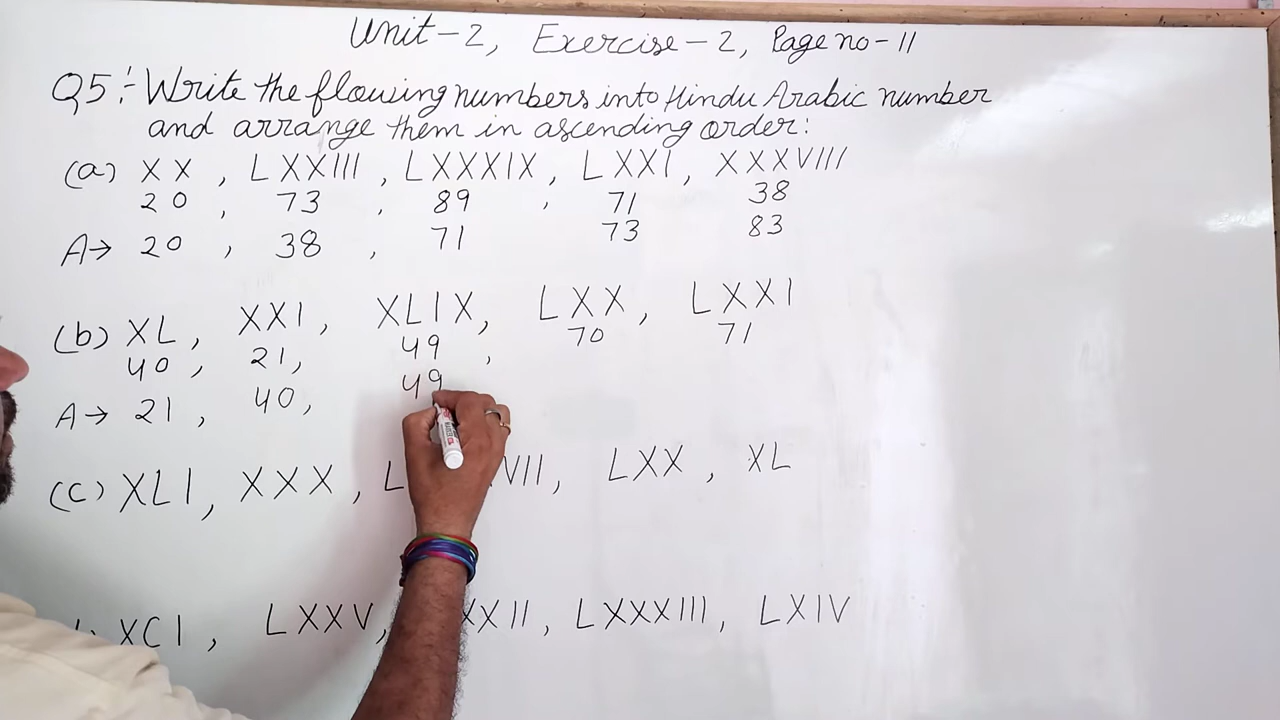 Unit-2, Exercise-2, Page no-11
Q5:- Write the flowsing numbers into Hindu Arabic number
and arrange them in ascending order:
(a) XX, LXXIII, LXXXIX, LXXI, XXXVIII
20, 73, 89, 71 38
A→ 20, 38, 71 73 83
(b) XL, XXI, XLIX, LXX, LXXI
40, 21, 49, 70 71
A→ 21, 40, 49
(c) XLI, XXX, VII, LXX, XL
XCI, LXXV, XXII, LXXXIII, LXIV